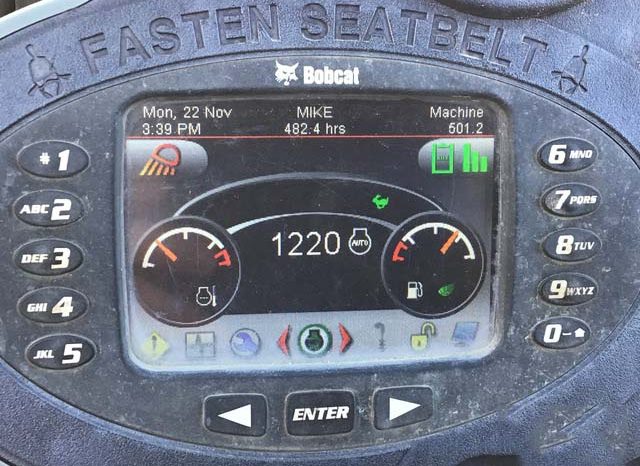 FASTEN SEATBELT
Bobcat
Mon, 22 Nov MIKE Machine
3:39 PM 482.4 hrs 501.2
# 1
6 MNO
ABC 2
7 PQRS
DEF 3
1220 AUTO
8 TUV
GHI 4
9 WXYZ
JKL 5
0
ENTER